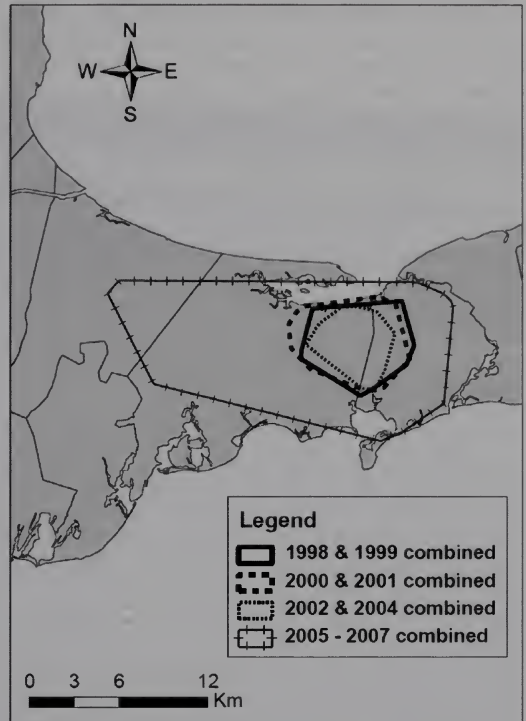 N
W E
S
Legend
1998 & 1999 combined
2000 & 2001 combined
2002 & 2004 combined
2005 - 2007 combined
0 3 6 12
Km